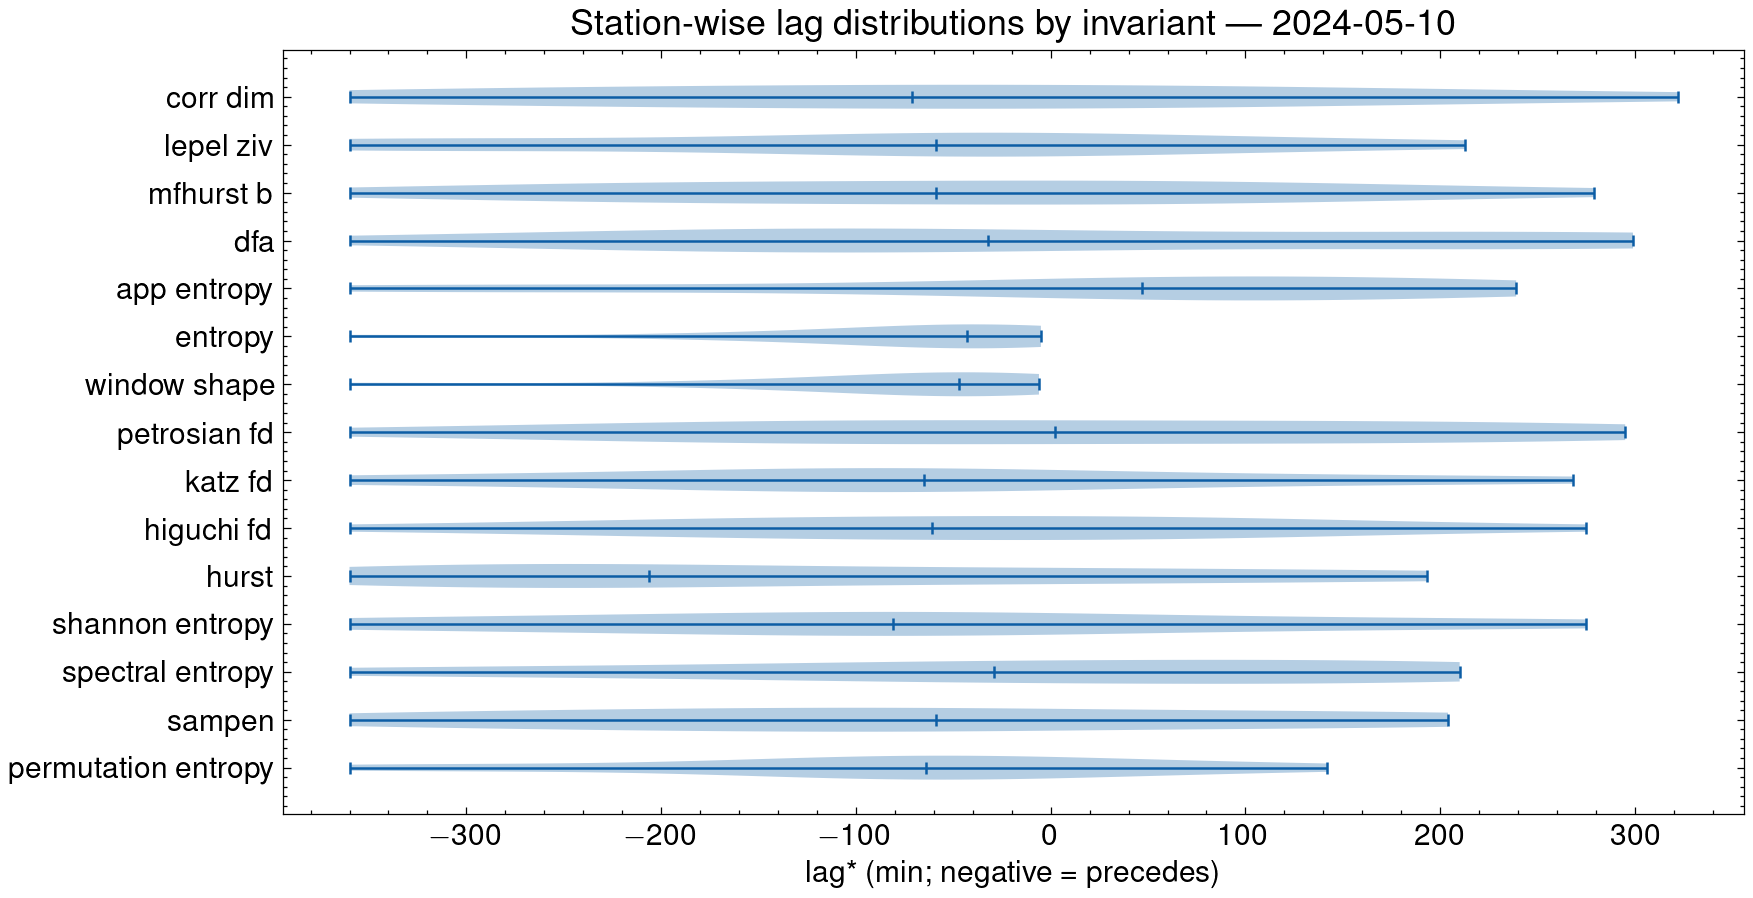 Station-wise lag distributions by invariant — 2024-05-10
corr dim
lepel ziv
mfhurst b
dfa
app entropy
entropy
window shape
petrosian fd
katz fd
higuchi fd
hurst
shannon entropy
spectral entropy
sampen
permutation entropy
−300 −200 −100 0 100 200 300
lag* (min; negative = precedes)